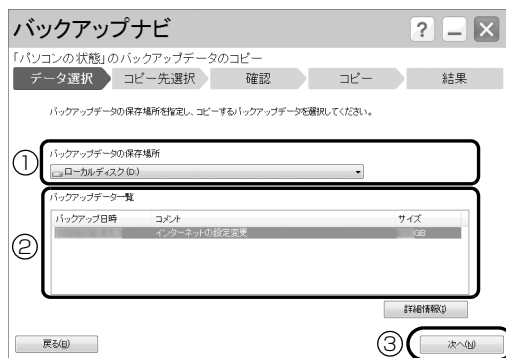 バックアップナビ
?
「パソコンの状態」のバックアップデータのコピー
データ選択 コピー先選択 確認 コピー 結果
バックアップデータの保存場所を指定し、コピーするバックアップデータを選択してください。
① バックアップデータの保存場所
ローカルディスク(D:)
バックアップデータ一覧
バックアップ日時 コメント サイズ
② インターネットの設定変更 GB
詳細情報(I)
戻る(B) ③ 次へ(N)